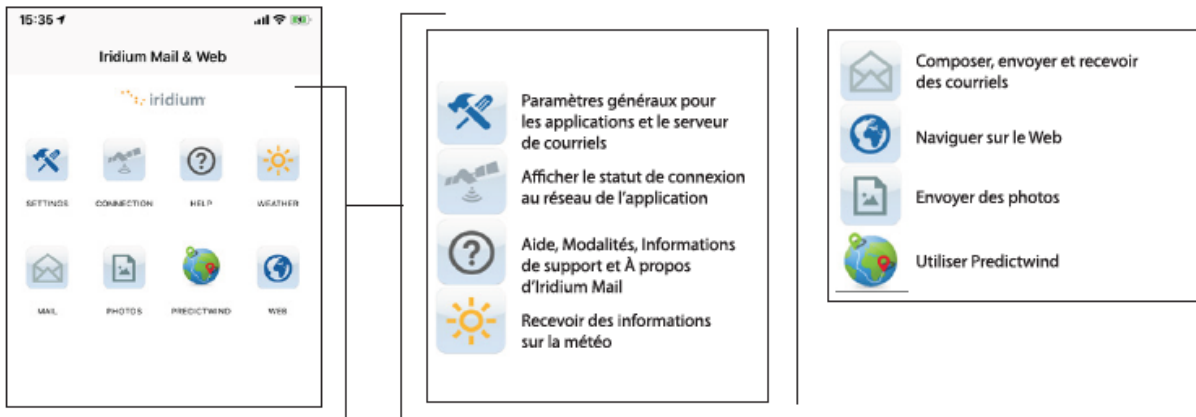 15:35
Iridium Mail & Web
iridium
SETTINGS CONNECTION HELP WEATHER
MAIL PHOTOS PREDICTWIND WEB
Paramètres généraux pour
les applications et le serveur
de courriels
Afficher le statut de connexion
au réseau de l'application
Aide, Modalités, Informations
de support et À propos
d'Iridium Mail
Recevoir des informations
sur la météo
Composer, envoyer et recevoir
des courriels
Naviguer sur le Web
Envoyer des photos
Utiliser Predictwind